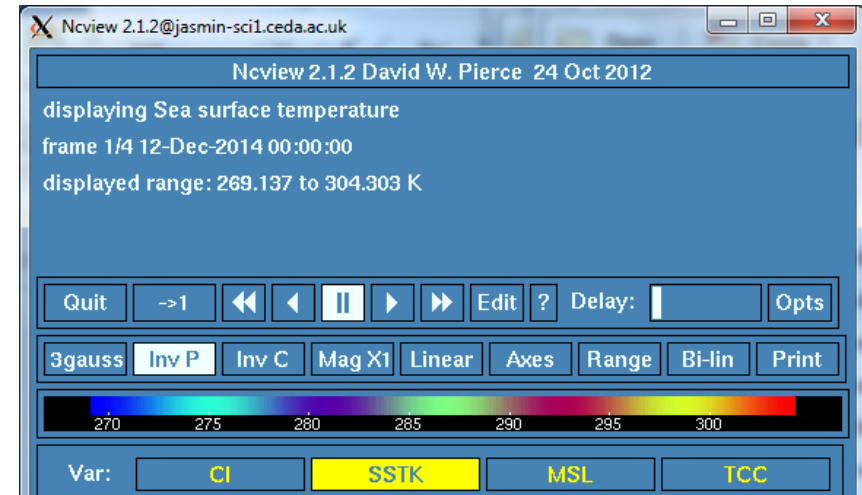 Ncview 2.1.2@jasmin-sci1.ceda.ac.uk
Ncview 2.1.2 David W. Pierce 24 Oct 2012
displaying Sea surface temperature
frame 1/4 12-Dec-2014 00:00:00
displayed range: 269.137 to 304.303 K
Quit ->1 Edit ? Delay: Opts
3gauss Inv P Inv C Mag X1 Linear Axes Range Bi-lin Print
270 275 280 285 290 295 300
Var: CI SSTK MSL TCC